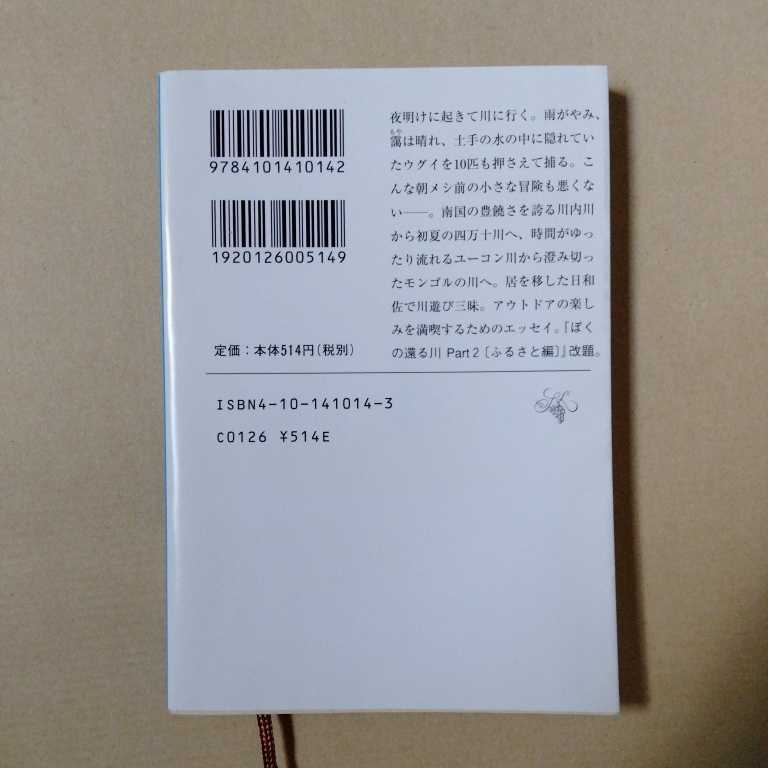 9784101410142
1920126005149
定価：本体514円（税別）
夜明けに起きて川に行く。雨がやみ、
靄は晴れ、土手の水の中に隠れてい
たウグイを10匹も押さえて捕る。こ
んな朝メシ前の小さな冒険も悪くな
い――。南国の豊饒さを誇る川内川
から初夏の四万十川へ、時間がゆっ
たり流れるユーコン川から澄み切っ
たモンゴルの川へ。居を移した日和
佐で川遊び三昧。アウトドアの楽し
みを満喫するためのエッセイ。『ぼく
の還る川 Part 2〔ふるさと編〕』改題。
ISBN4-10-141014-3
C0126 ¥514E